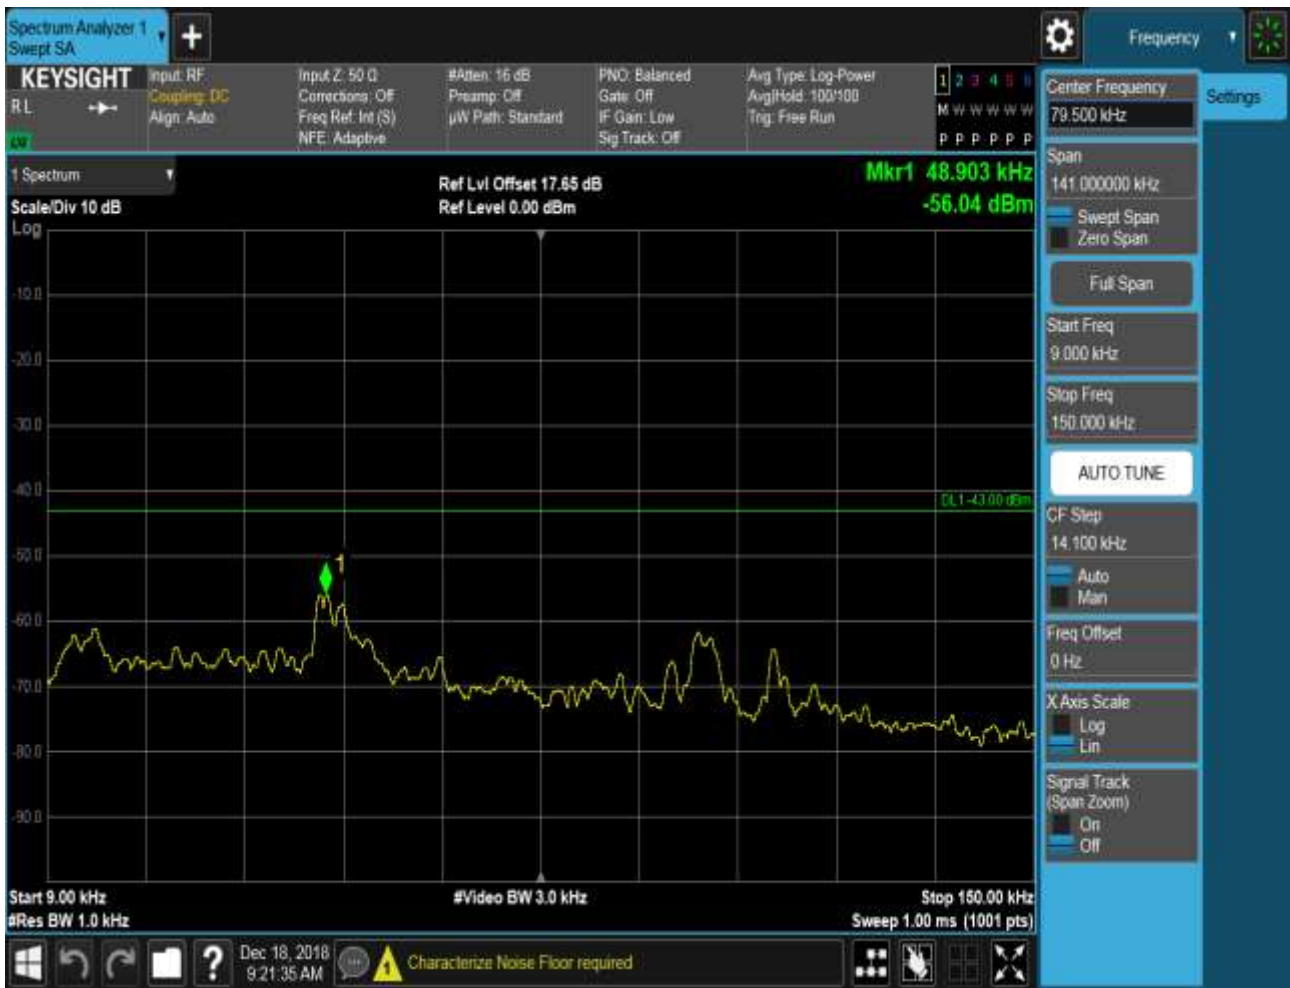 Spectrum Analyzer 1
Swept SA
Frequency
KEYSIGHT
R L
Input: RF
Coupling: DC
Align: Auto
Input Z: 50 Ω
Corrections: Off
Freq Ref: Int (S)
NFE: Adaptive
#Atten: 16 dB
Preamp: Off
µW Path: Standard
PNO: Balanced
Gate: Off
IF Gain: Low
Sig Track: Off
Avg Type: Log-Power
Avg|Hold: 100/100
Trig: Free Run
1 2 3 4 5 6
M W W W W W
P P P P P P
1 Spectrum
Scale/Div 10 dB
Log
Ref Lvl Offset 17.65 dB
Ref Level 0.00 dBm
Mkr1 48.903 kHz
-56.04 dBm
-10.0
-20.0
-30.0
-40.0
DL1 -43.00 dBm
-50.0
1
-60.0
-70.0
-80.0
-90.0
Start 9.00 kHz
#Res BW 1.0 kHz
#Video BW 3.0 kHz
Stop 150.00 kHz
Sweep 1.00 ms (1001 pts)
Center Frequency
79.500 kHz
Settings
Span
141.000000 kHz
Swept Span
Zero Span
Full Span
Start Freq
9.000 kHz
Stop Freq
150.000 kHz
AUTO TUNE
CF Step
14.100 kHz
Auto
Man
Freq Offset
0 Hz
X Axis Scale
Log
Lin
Signal Track
(Span Zoom)
On
Off
?
Dec 18, 2018
9:21:35 AM
1
Characterize Noise Floor required